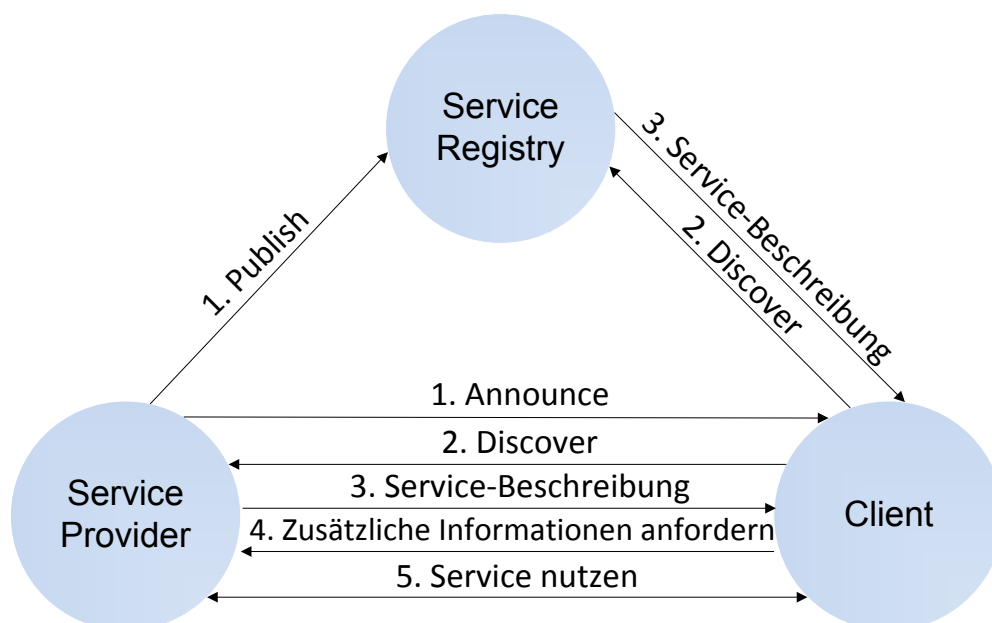 Service
Registry
3. Service-Beschreibung
2. Discover
1. Publish
1. Announce
2. Discover
3. Service-Beschreibung
4. Zusätzliche Informationen anfordern
5. Service nutzen
Service
Provider
Client